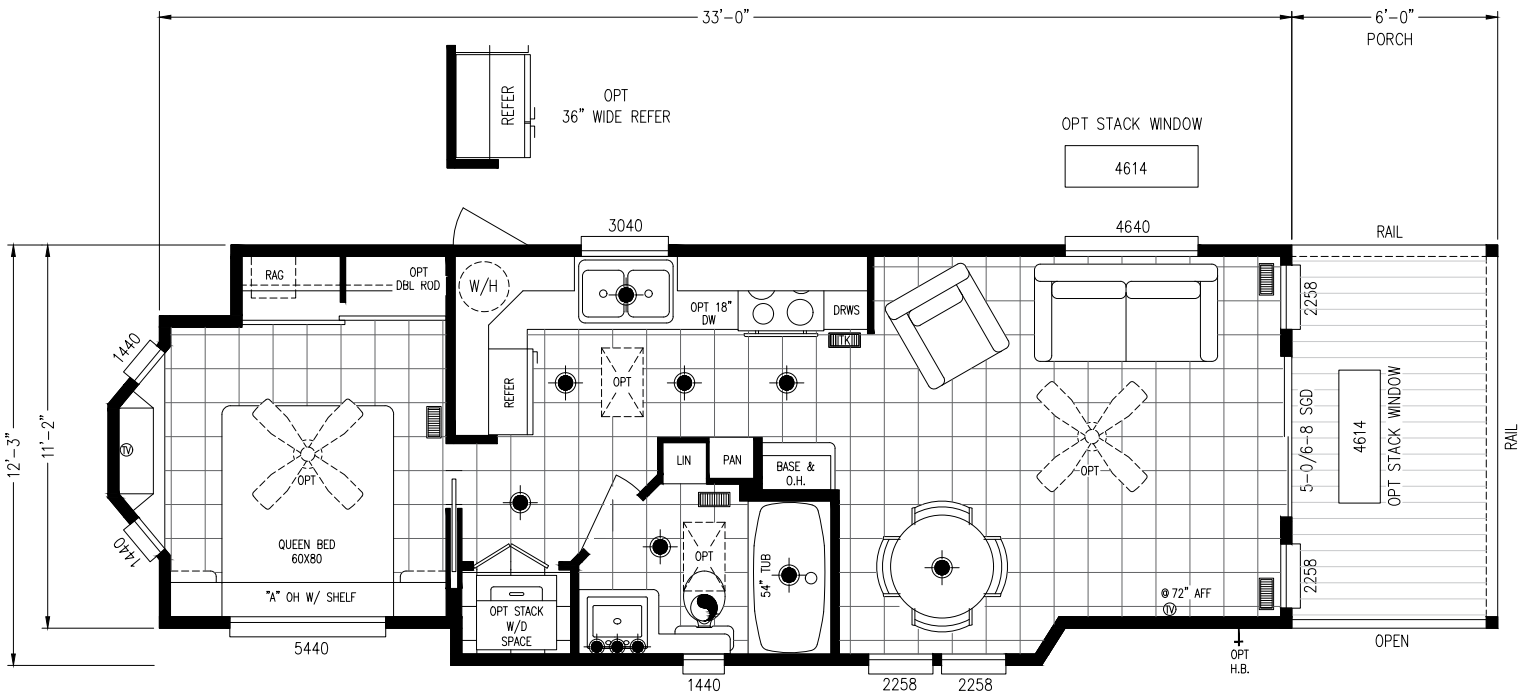 33'-0"
6'-0"
PORCH
REFER
OPT
36" WIDE REFER
OPT STACK WINDOW
4614
3040
4640
RAIL
12'-3"
11'-2"
RAG
OPT
DBL ROD
W/H
OPT 18"
DW
DRWS
TK
2258
1440
REFER
OPT
5-0/6-8 SGD
4614
OPT STACK WINDOW
RAIL
TV
OPT
LIN
PAN
BASE &
O.H.
OPT
1440
QUEEN BED
60X80
OPT
54" TUB
2258
"A" OH W/ SHELF
OPT STACK
W/D
SPACE
@ 72" AFF
TV
5440
1440
2258
2258
OPT
H.B.
OPEN